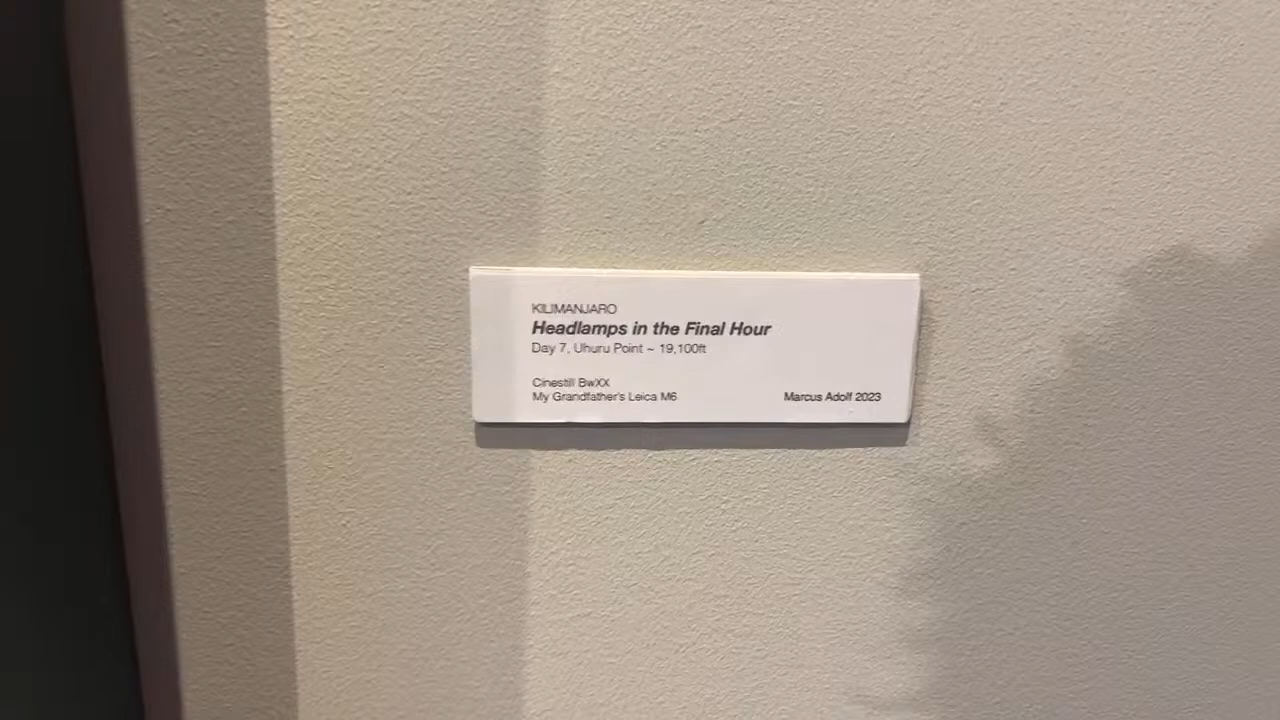 KILIMANJARO
Headlamps in the Final Hour
Day 7, Uhuru Point ~ 19,100ft
Cinestill BwXX
My Grandfather's Leica M6
Marcus Adolf 2023